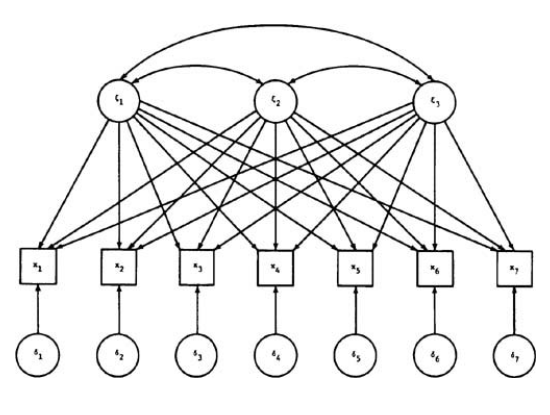 ξ₁ ξ₂ ξ₃
x₁ x₂ x₃ x₄ x₅ x₆ x₇
δ₁ δ₂ δ₃ δ₄ δ₅ δ₆ δ₇